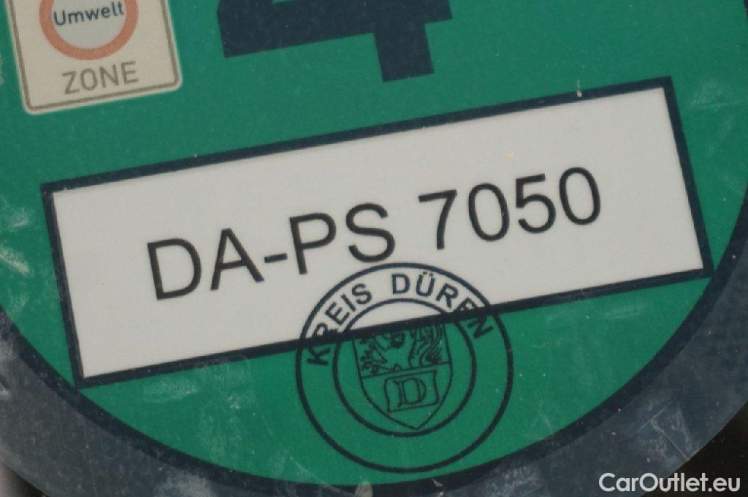 Umwelt
ZONE
4
DA-PS 7050
KREIS DÜREN
D
CarOutlet.eu